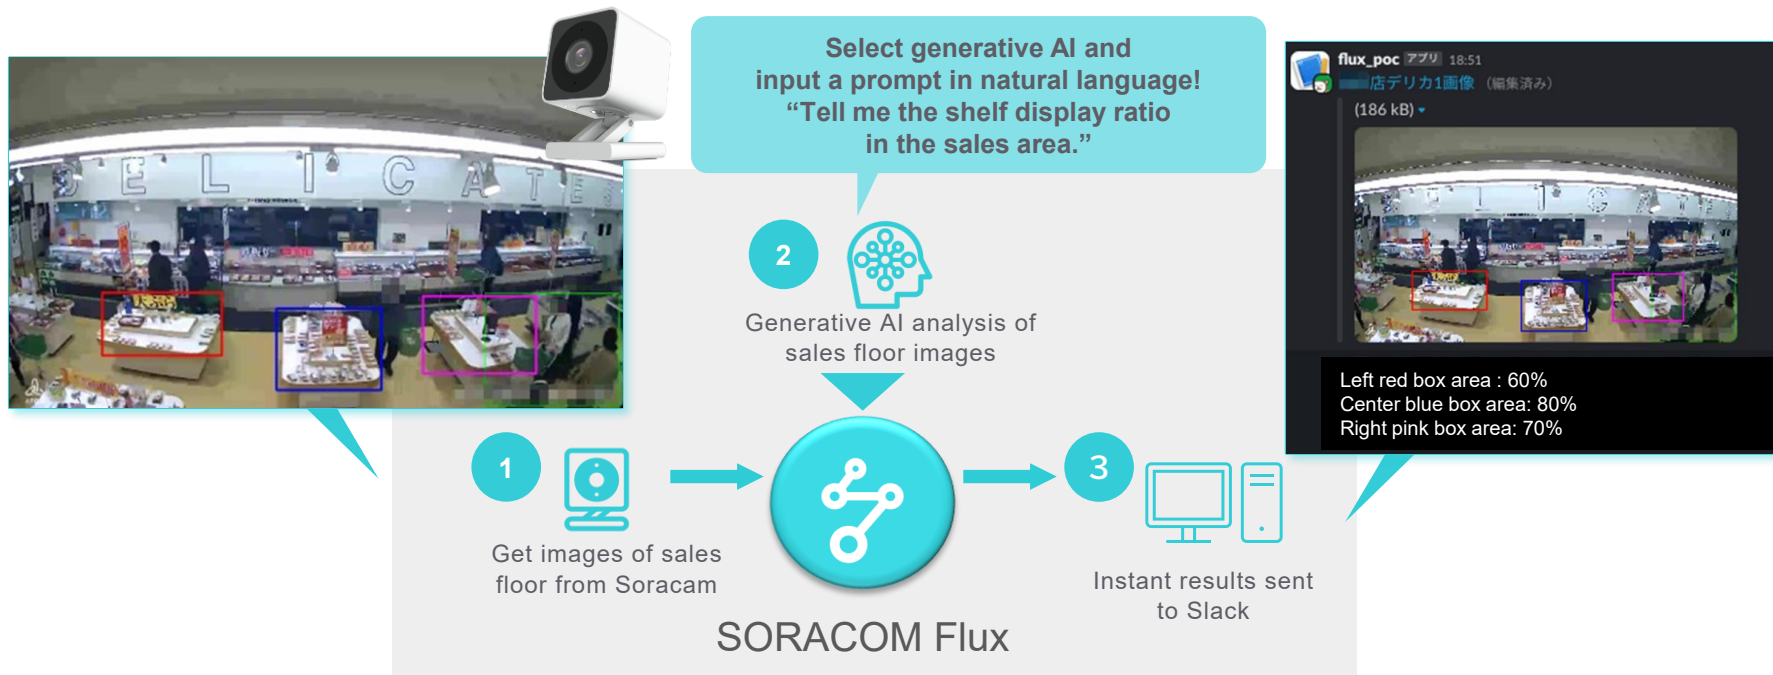 Select generative AI and
input a prompt in natural language!
“Tell me the shelf display ratio
in the sales area.”
DELICATES
2
Generative AI analysis of
sales floor images
1
Get images of sales
floor from Soracam
3
Instant results sent
to Slack
SORACOM Flux
flux_poc アプリ 18:51
店デリカ1画像 （編集済み）
(186 kB)
Left red box area : 60%
Center blue box area: 80%
Right pink box area: 70%